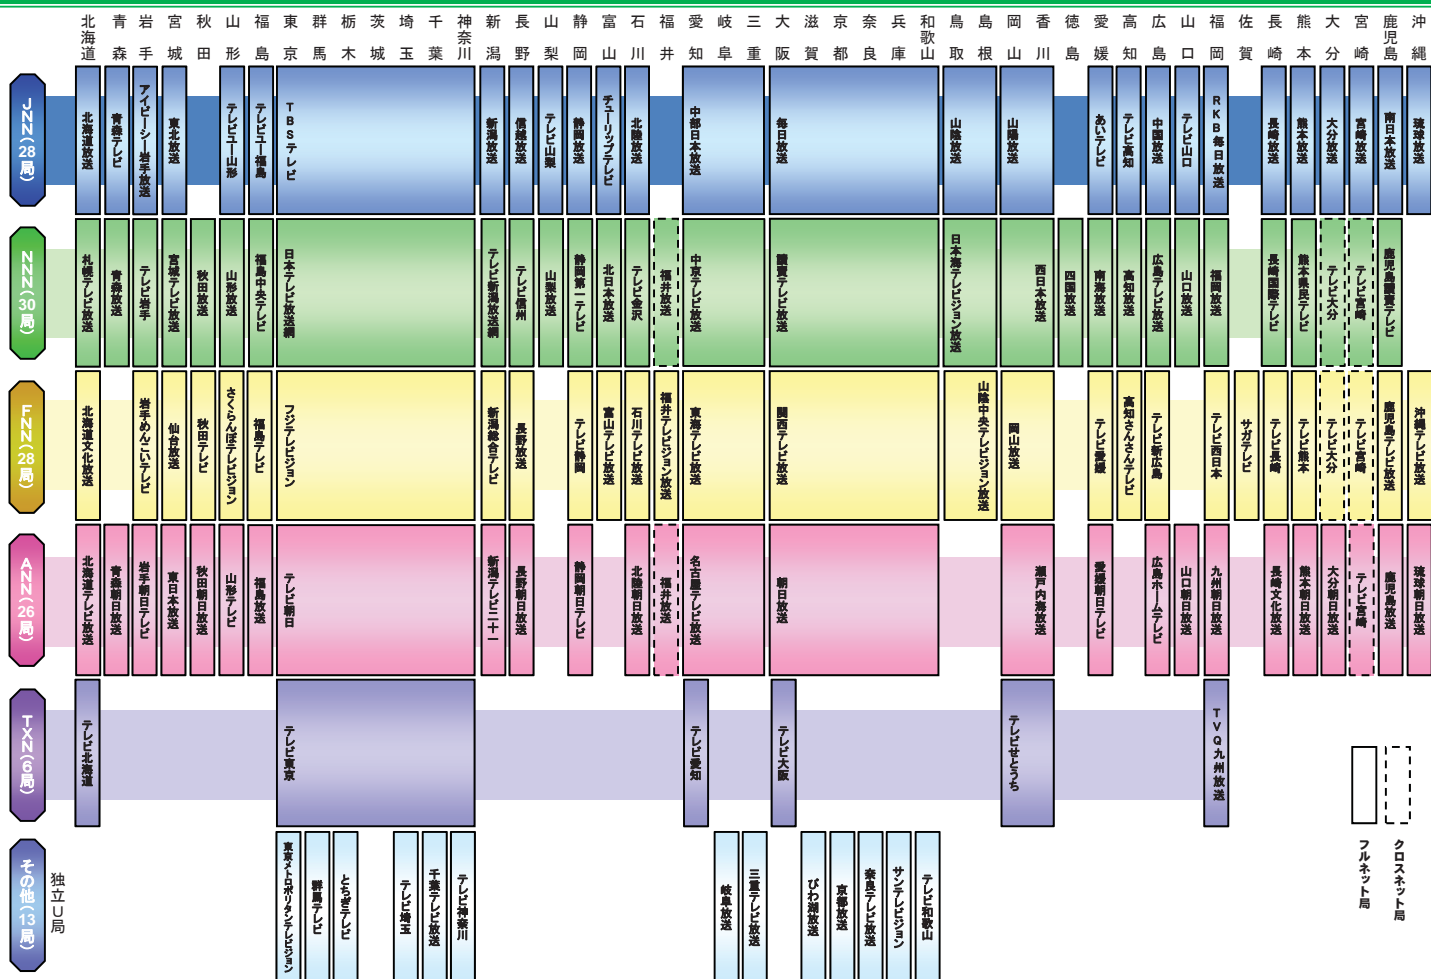 北海道 青森 岩手 宮城 秋田 山形 福島 東京 群馬 栃木 茨城 埼玉 千葉 神奈川 新潟 長野 山梨 静岡 富山 石川 福井 愛知 岐阜 三重 大阪 滋賀 京都 奈良 兵庫 和歌山 鳥取 島根 岡山 香川 徳島 愛媛 高知 広島 山口 福岡 佐賀 長崎 熊本 大分 宮崎 鹿児島 沖縄
JNN(28局)
北海道放送
青森テレビ
アイビーシー岩手放送
東北放送
テレビユー山形
テレビユー福島
TBSテレビ
新潟放送
信越放送
テレビ山梨
静岡放送
チューリップテレビ
北陸放送
中部日本放送
毎日放送
山陰放送
山陽放送
あいテレビ
テレビ高知
中国放送
テレビ山口
RKB毎日放送
長崎放送
熊本放送
大分放送
宮崎放送
南日本放送
琉球放送
NNN(30局)
札幌テレビ放送
青森放送
テレビ岩手
宮城テレビ放送
秋田放送
山形放送
福島中央テレビ
日本テレビ放送網
テレビ新潟放送網
テレビ信州
山梨放送
静岡第一テレビ
北日本放送
テレビ金沢
福井放送
中京テレビ放送
讀賣テレビ放送
日本海テレビジョン放送
西日本放送
四国放送
南海放送
高知放送
広島テレビ放送
山口放送
福岡放送
長崎国際テレビ
熊本県民テレビ
テレビ大分
テレビ宮崎
鹿児島讀賣テレビ
FNN(28局)
北海道文化放送
岩手めんこいテレビ
仙台放送
秋田テレビ
さくらんぼテレビジョン
福島テレビ
フジテレビジョン
新潟総合テレビ
長野放送
テレビ静岡
富山テレビ放送
石川テレビ放送
福井テレビジョン放送
東海テレビ放送
関西テレビ放送
山陰中央テレビジョン放送
岡山放送
テレビ愛媛
高知さんさんテレビ
テレビ新広島
テレビ西日本
サガテレビ
テレビ長崎
テレビ熊本
テレビ大分
テレビ宮崎
鹿児島テレビ放送
沖縄テレビ放送
ANN(26局)
北海道テレビ放送
青森朝日放送
岩手朝日テレビ
東日本放送
秋田朝日放送
山形テレビ
福島放送
テレビ朝日
新潟テレビ二十一
長野朝日放送
静岡朝日テレビ
北陸朝日放送
福井放送
名古屋テレビ放送
朝日放送
瀬戸内海放送
愛媛朝日テレビ
広島ホームテレビ
山口朝日放送
九州朝日放送
長崎文化放送
熊本朝日放送
大分朝日放送
テレビ宮崎
鹿児島放送
琉球朝日放送
TXN(6局)
テレビ北海道
テレビ東京
テレビ愛知
テレビ大阪
テレビせとうち
TVQ九州放送
フルネット局
クロスネット局
その他(13局)
独立U局
東京メトロポリタンテレビジョン
群馬テレビ
とちぎテレビ
テレビ埼玉
千葉テレビ放送
テレビ神奈川
岐阜放送
三重テレビ放送
びわ湖放送
京都放送
奈良テレビ放送
サンテレビジョン
テレビ和歌山